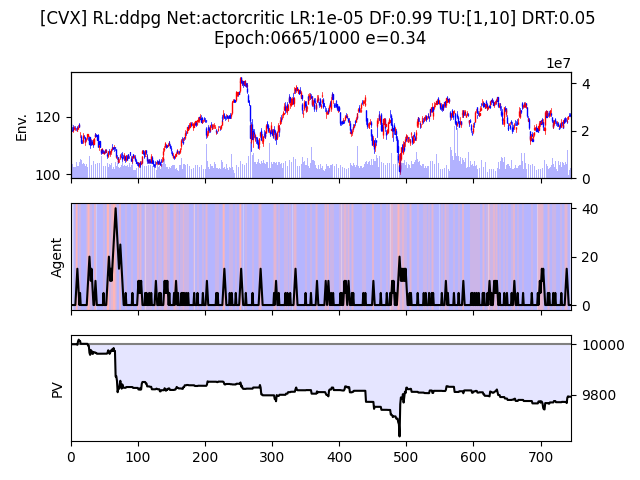 [CVX] RL:ddpg Net:actorcritic LR:1e-05 DF:0.99 TU:[1,10] DRT:0.05
Epoch:0665/1000 e=0.34
1e7
Env.
120
100
4
2
0
Agent
40
20
0
PV
10000
9800
0 100 200 300 400 500 600 700